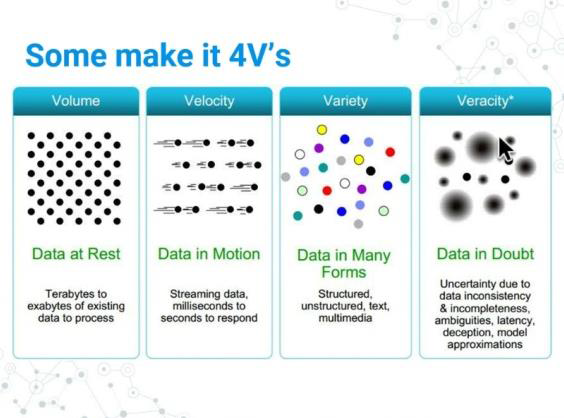 Some make it 4V's
Volume
Data at Rest
Terabytes to
exabytes of existing
data to process
Velocity
Data in Motion
Streaming data,
milliseconds to
seconds to respond
Variety
Data in Many
Forms
Structured,
unstructured, text,
multimedia
Veracity*
Data in Doubt
Uncertainty due to
data inconsistency
& incompleteness,
ambiguities, latency,
deception, model
approximations